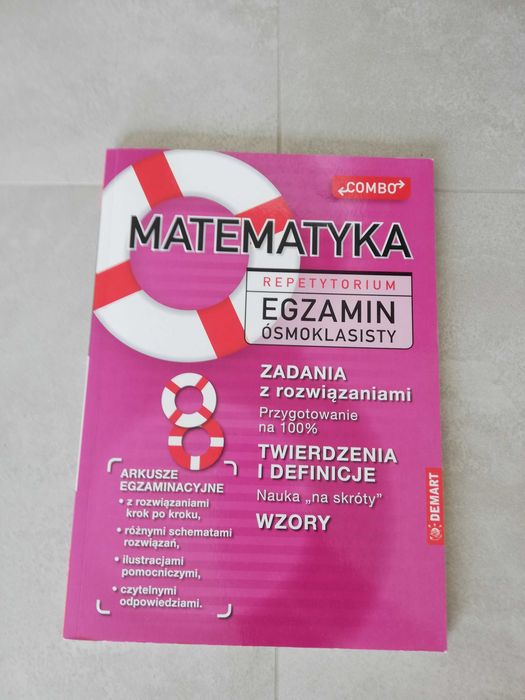 COMBO
MATEMATYKA
REPETYTORIUM
EGZAMIN
ÓSMOKLASISTY
ZADANIA
z rozwiązaniami
Przygotowanie
na 100%
TWIERDZENIA
I DEFINICJE
Nauka „na skróty”
WZORY
8
ARKUSZE
EGZAMINACYJNE
• z rozwiązaniami
krok po kroku,
• różnymi schematami
rozwiązań,
• ilustracjami
pomocniczymi,
• czytelnymi
odpowiedziami.
DEMART